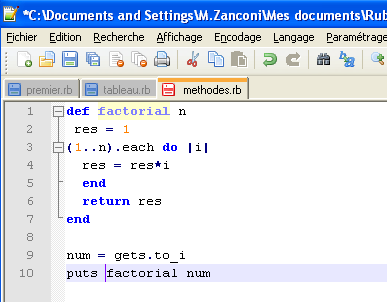 *C:\Documents and Settings\M.Zanconi\Mes documents\Rub
Fichier Edition Recherche Affichage Encodage Langage Paramétrage
premier.rb tableau.rb methodes.rb
1 def factorial n
2 res = 1
3 (1..n).each do |i|
4 res = res*i
5 end
6 return res
7 end
8
9 num = gets.to_i
10 puts factorial num